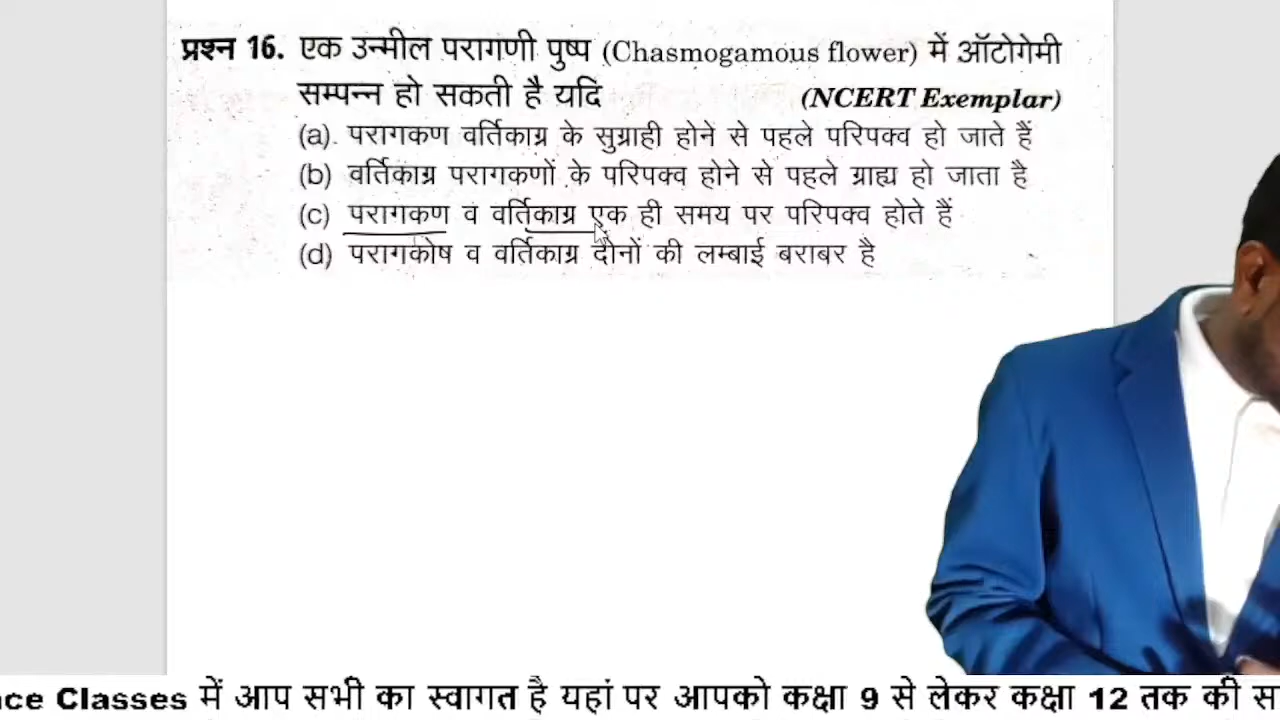 प्रश्न 16. एक उन्मील परागणी पुष्प (Chasmogamous flower) में ऑटोगेमी
सम्पन्न हो सकती है यदि (NCERT Exemplar)
(a) परागकण वर्तिकाग्र के सुग्राही होने से पहले परिपक्व हो जाते हैं
(b) वर्तिकाग्र परागकणों के परिपक्व होने से पहले ग्राह्य हो जाता है
(c) परागकण व वर्तिकाग्र एक ही समय पर परिपक्व होते हैं
(d) परागकोष व वर्तिकाग्र दोनों की लम्बाई बराबर है
Classes में आप सभी का स्वागत है यहां पर आपको कक्षा 9 से लेकर कक्षा 12 तक की